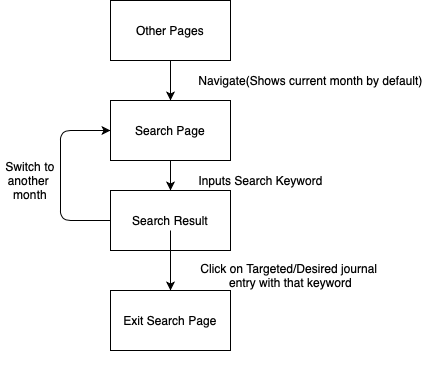 Other Pages
Navigate(Shows current month by default)
Search Page
Switch to
another
month
Inputs Search Keyword
Search Result
Click on Targeted/Desired journal
entry with that keyword
Exit Search Page